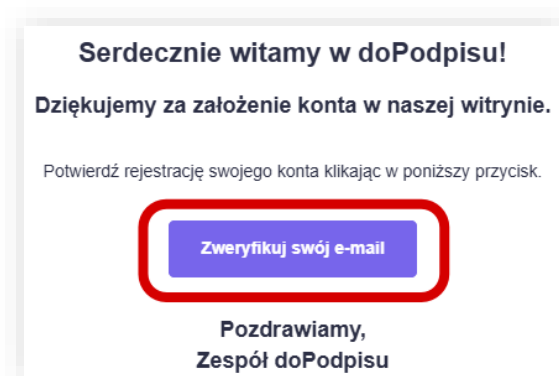 Serdecznie witamy w doPodpisu!
Dziękujemy za założenie konta w naszej witrynie.
Potwierdź rejestrację swojego konta klikając w poniższy przycisk.
Zweryfikuj swój e-mail
Pozdrawiamy,
Zespół doPodpisu